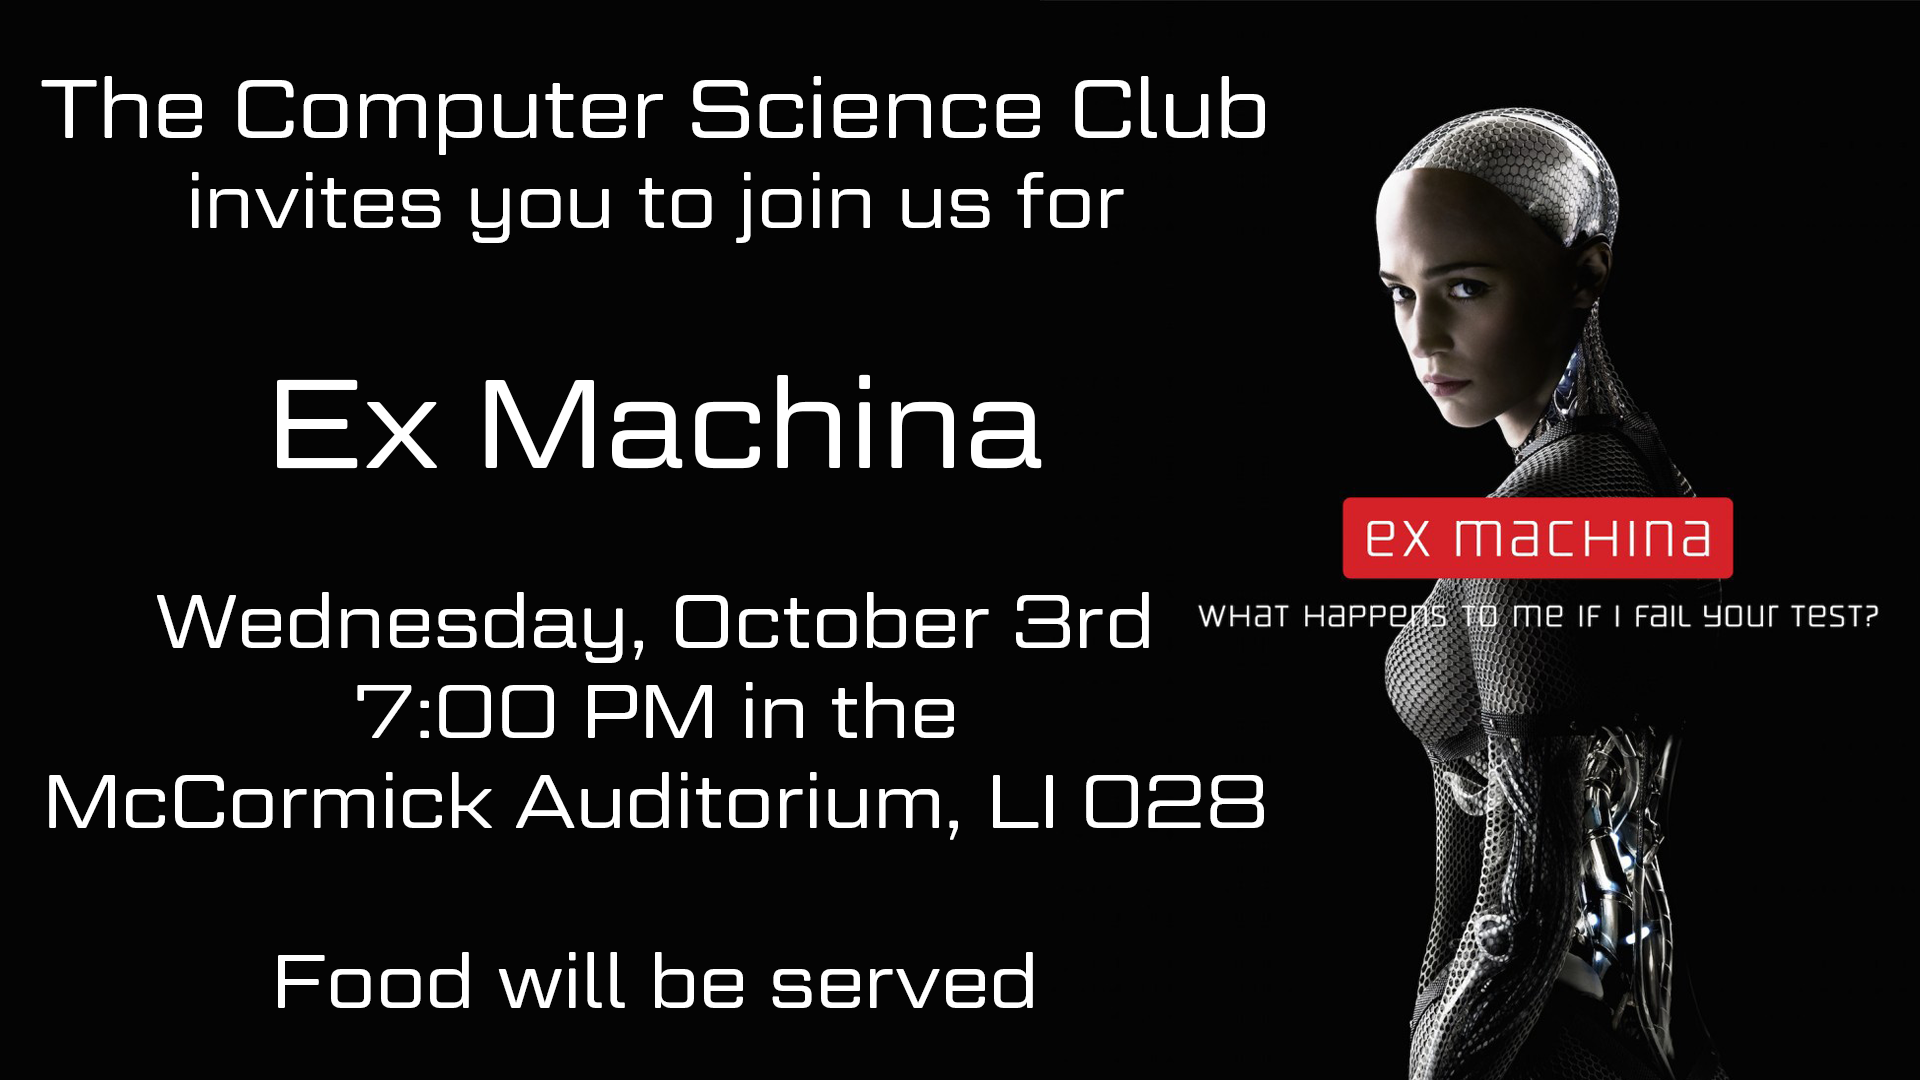 The Computer Science Club
invites you to join us for
Ex Machina
Wednesday, October 3rd
7:00 PM in the
McCormick Auditorium, LI 028
Food will be served
ex machina
WHAT HAPPENS TO ME IF I FAIL YOUR TEST?